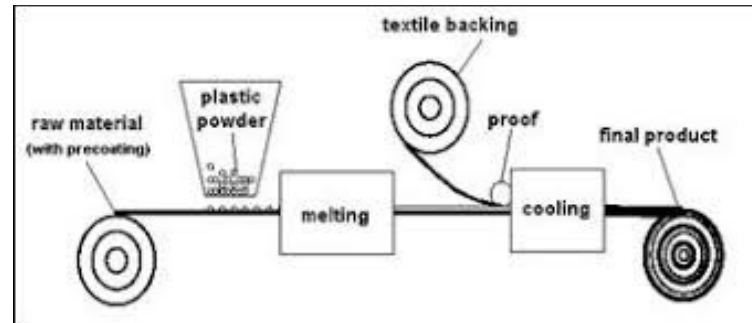 textile backing
plastic
powder
raw material
(with precoating)
proof
final product
melting
cooling